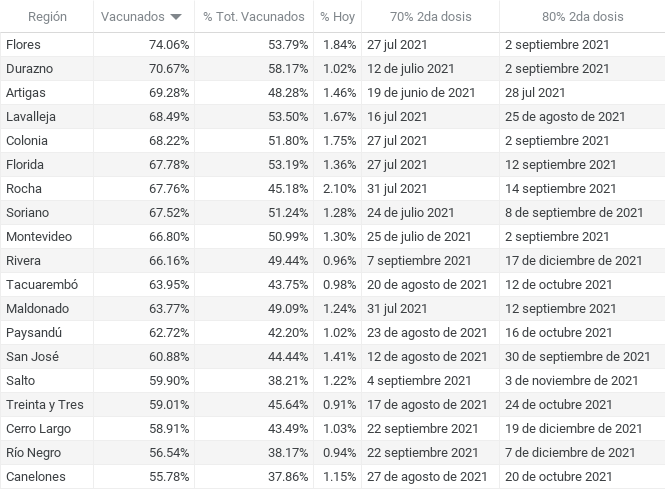 Región Vacunados % Tot. Vacunados % Hoy 70% 2da dosis 80% 2da dosis
Flores 74.06% 53.79% 1.84% 27 jul 2021 2 septiembre 2021
Durazno 70.67% 58.17% 1.02% 12 de julio 2021 2 septiembre 2021
Artigas 69.28% 48.28% 1.46% 19 de junio de 2021 28 jul 2021
Lavalleja 68.49% 53.50% 1.67% 16 jul 2021 25 de agosto de 2021
Colonia 68.22% 51.80% 1.75% 27 jul 2021 2 septiembre 2021
Florida 67.78% 53.19% 1.36% 27 jul 2021 12 septiembre 2021
Rocha 67.76% 45.18% 2.10% 31 jul 2021 14 septiembre 2021
Soriano 67.52% 51.24% 1.28% 24 de julio 2021 8 de septiembre de 2021
Montevideo 66.80% 50.99% 1.30% 25 de julio de 2021 2 septiembre 2021
Rivera 66.16% 49.44% 0.96% 7 septiembre 2021 17 de diciembre de 2021
Tacuarembó 63.95% 43.75% 0.98% 20 de agosto de 2021 12 de octubre 2021
Maldonado 63.77% 49.09% 1.24% 31 jul 2021 12 septiembre 2021
Paysandú 62.72% 42.20% 1.02% 23 de agosto de 2021 16 de octubre 2021
San José 60.88% 44.44% 1.41% 12 de agosto de 2021 30 de septiembre de 2021
Salto 59.90% 38.21% 1.22% 4 septiembre 2021 3 de noviembre de 2021
Treinta y Tres 59.01% 45.64% 0.91% 17 de agosto de 2021 24 de octubre 2021
Cerro Largo 58.91% 43.49% 1.03% 22 septiembre 2021 19 de diciembre de 2021
Río Negro 56.54% 38.17% 0.94% 22 septiembre 2021 7 de diciembre de 2021
Canelones 55.78% 37.86% 1.15% 27 de agosto de 2021 20 de octubre 2021